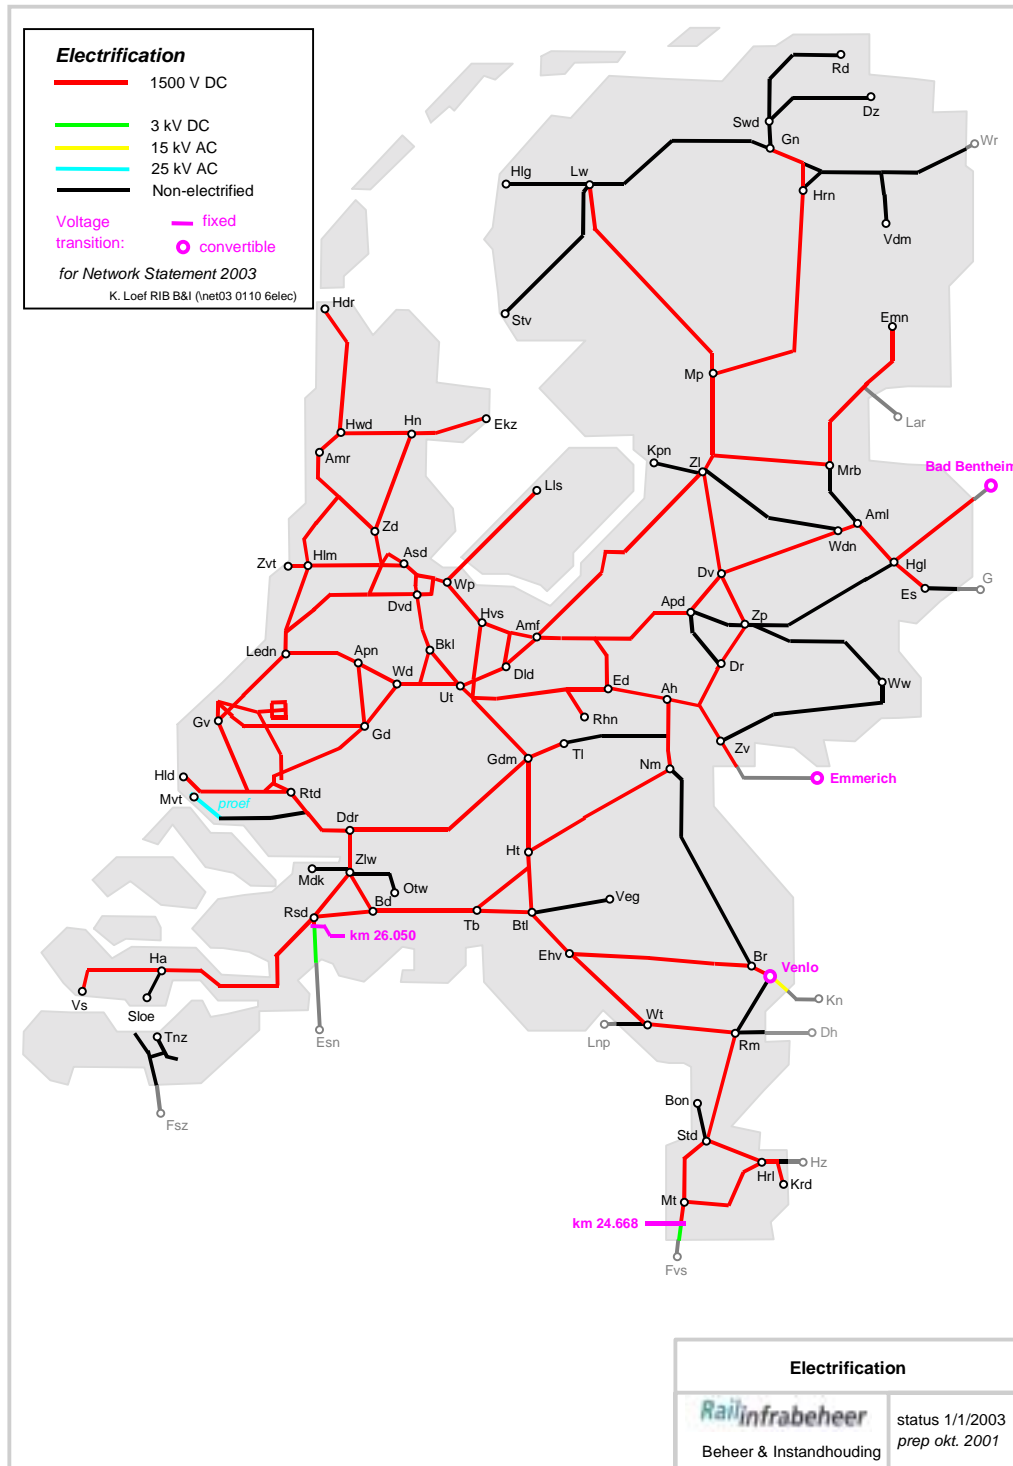 Electrification
1500 V DC
3 kV DC
15 kV AC
25 kV AC
Non-electrified
Voltage transition:
fixed
convertible
for Network Statement 2003
K. Loef RIB B&I (\net03 0110 6elec)
Rd
Dz
Swd
Gn
Wr
Hlg
Lw
Hrn
Vdm
Stv
Hdr
Emn
Mp
Lar
Hwd
Hn
Ekz
Amr
Kpn
Zl
Mrb
Bad Bentheim
Lls
Aml
Zd
Wdn
Zvt
Hlm
Asd
Wp
Dv
Hgl
G
Es
Dvd
Hvs
Amf
Apd
Zp
Ledn
Apn
Bkl
Dld
Dr
Wd
Ut
Ed
Ah
Ww
Gv
Gd
Rhn
Zv
Tl
Gdm
Nm
Emmerich
Hld
Mvt
proef
Rtd
Ddr
Ht
Zlw
Mdk
Otw
Bd
Rsd
Tb
Btl
Veg
km 26.050
Ehv
Br
Venlo
Ha
Vs
Sloe
Kn
Wt
Lnp
Rm
Dh
Esn
Tnz
Fsz
Bon
Std
Hz
Hrl
Krd
Mt
km 24.668
Fvs
Electrification
Railinfrabeheer
Beheer & Instandhouding
status 1/1/2003
prep okt. 2001